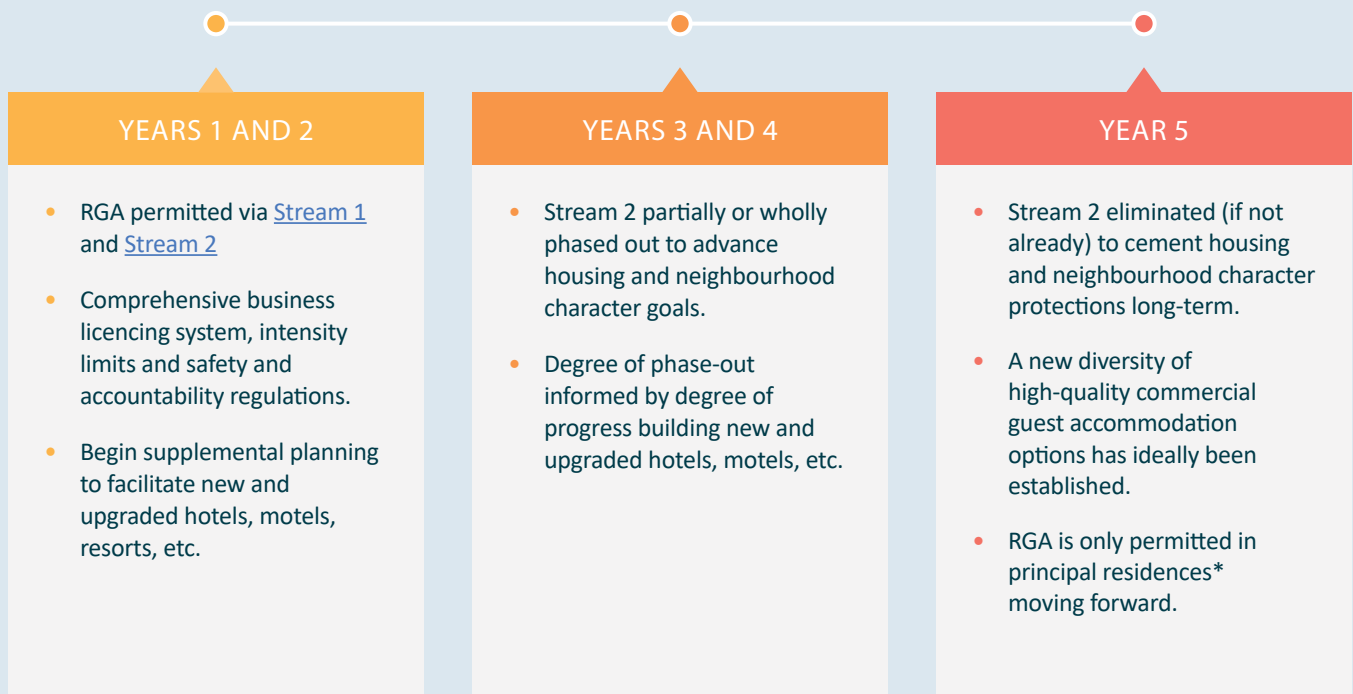 YEARS 1 AND 2
• RGA permitted via Stream 1
and Stream 2
• Comprehensive business
licencing system, intensity
limits and safety and
accountability regulations.
• Begin supplemental planning
to facilitate new and
upgraded hotels, motels,
resorts, etc.
YEARS 3 AND 4
• Stream 2 partially or wholly
phased out to advance
housing and neighbourhood
character goals.
• Degree of phase-out
informed by degree of
progress building new and
upgraded hotels, motels, etc.
YEAR 5
• Stream 2 eliminated (if not
already) to cement housing
and neighbourhood character
protections long-term.
• A new diversity of
high-quality commercial
guest accommodation
options has ideally been
established.
• RGA is only permitted in
principal residences*
moving forward.